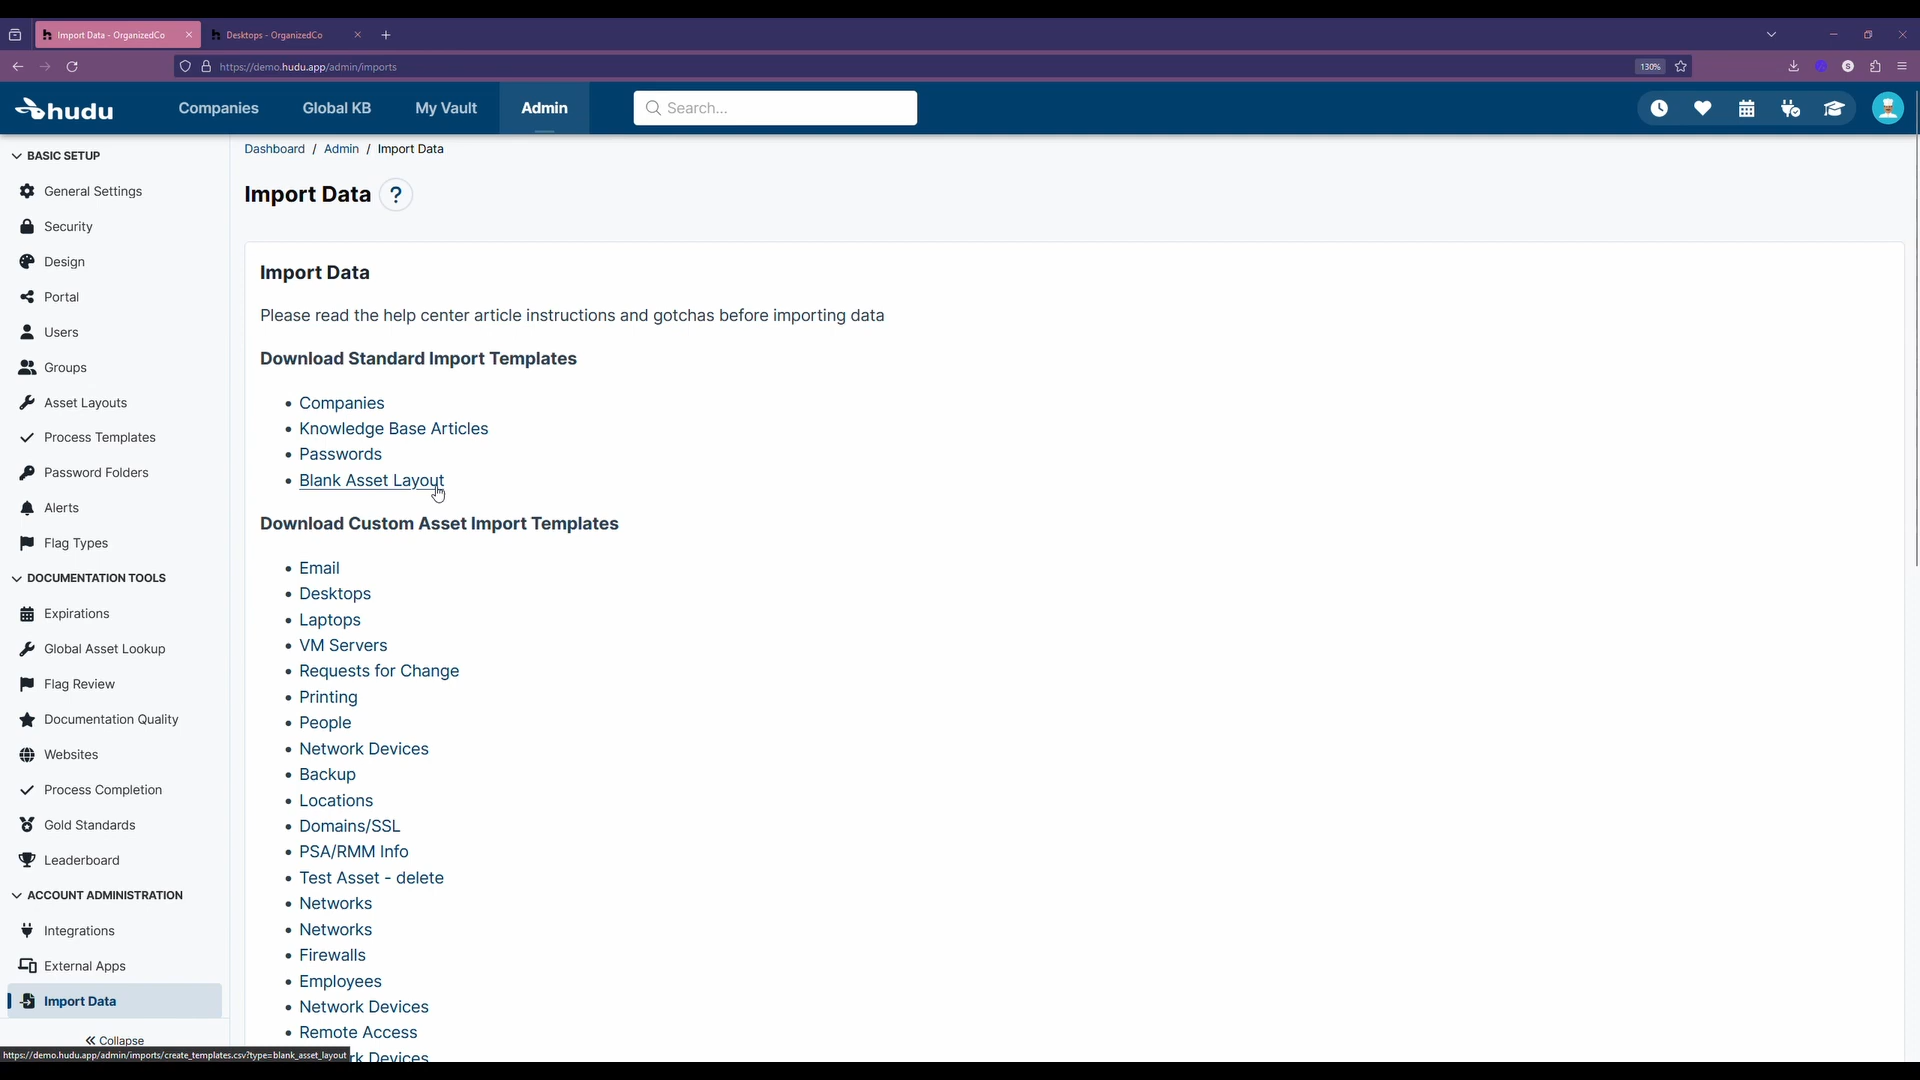 Import Data - OrganizedCo
Desktops - OrganizedCo
https://demo.hudu.app/admin/imports
130%
hudu
Companies
Global KB
My Vault
Admin
Search...
BASIC SETUP
General Settings
Security
Design
Portal
Users
Groups
Asset Layouts
Process Templates
Password Folders
Alerts
Flag Types
DOCUMENTATION TOOLS
Expirations
Global Asset Lookup
Flag Review
Documentation Quality
Websites
Process Completion
Gold Standards
Leaderboard
ACCOUNT ADMINISTRATION
Integrations
External Apps
Import Data
Collapse
https://demo.hudu.app/admin/imports/create_templates.csv?type=blank_asset_layout
Dashboard / Admin / Import Data
Import Data ?
Import Data
Please read the help center article instructions and gotchas before importing data
Download Standard Import Templates
• Companies
• Knowledge Base Articles
• Passwords
• Blank Asset Layout
Download Custom Asset Import Templates
• Email
• Desktops
• Laptops
• VM Servers
• Requests for Change
• Printing
• People
• Network Devices
• Backup
• Locations
• Domains/SSL
• PSA/RMM Info
• Test Asset - delete
• Networks
• Networks
• Firewalls
• Employees
• Network Devices
• Remote Access
rk Devices